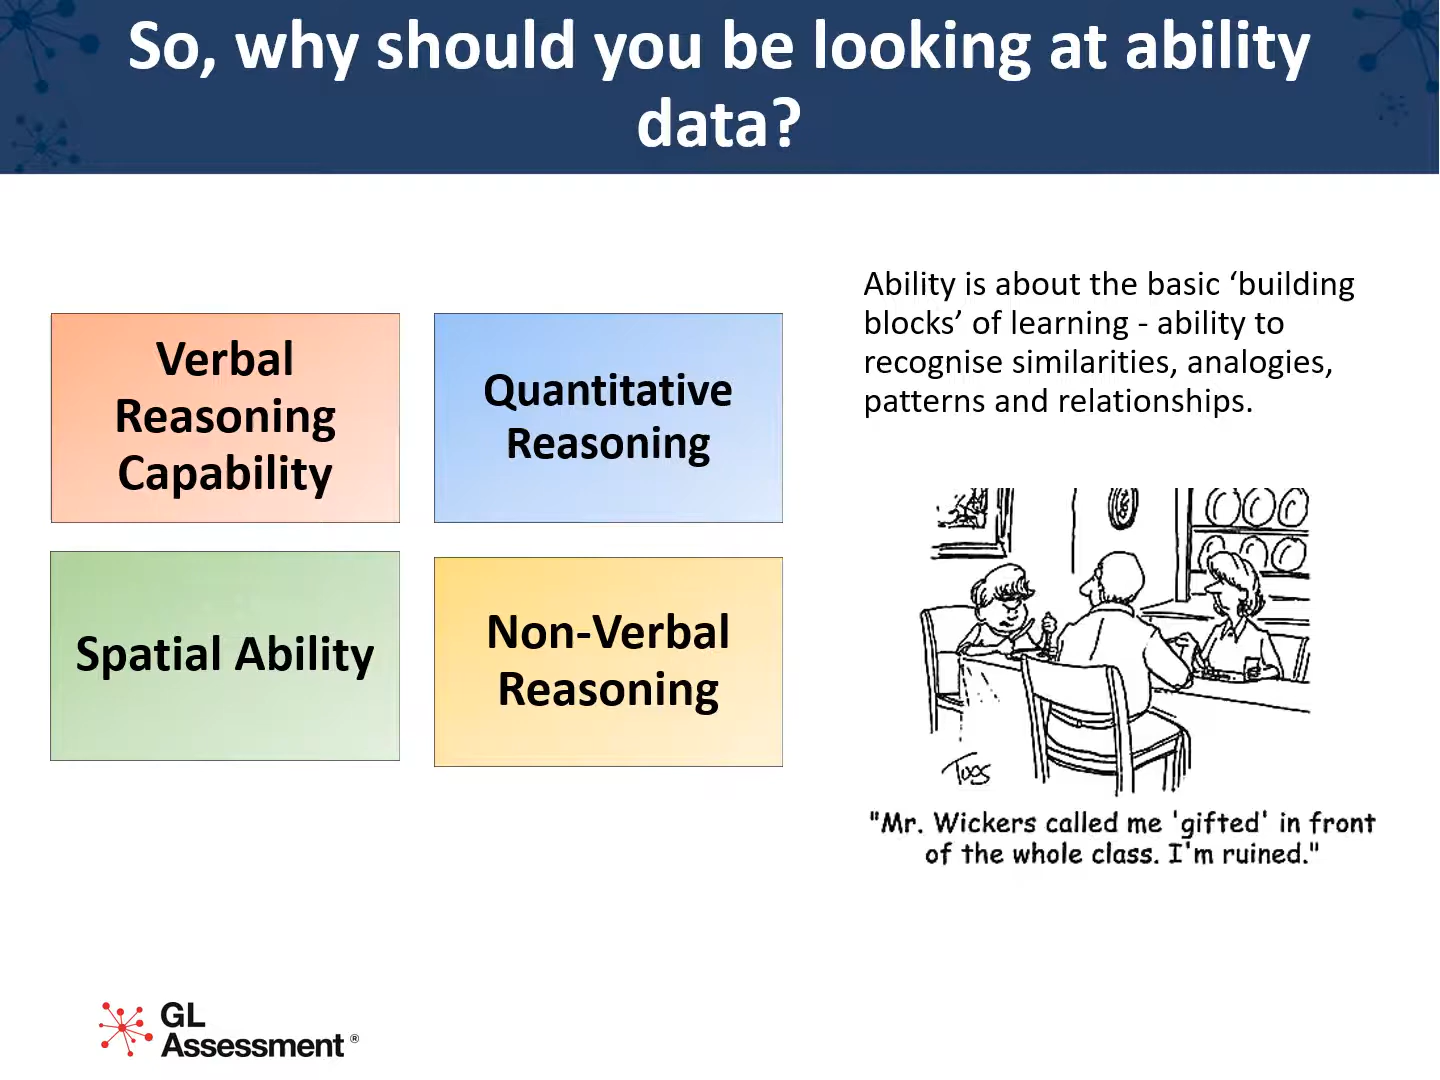 So, why should you be looking at ability
data?
Verbal
Reasoning
Capability
Quantitative
Reasoning
Spatial Ability
Non-Verbal
Reasoning
Ability is about the basic ‘building
blocks’ of learning - ability to
recognise similarities, analogies,
patterns and relationships.
Togs
"Mr. Wickers called me 'gifted' in front
of the whole class. I'm ruined."
GL
Assessment®